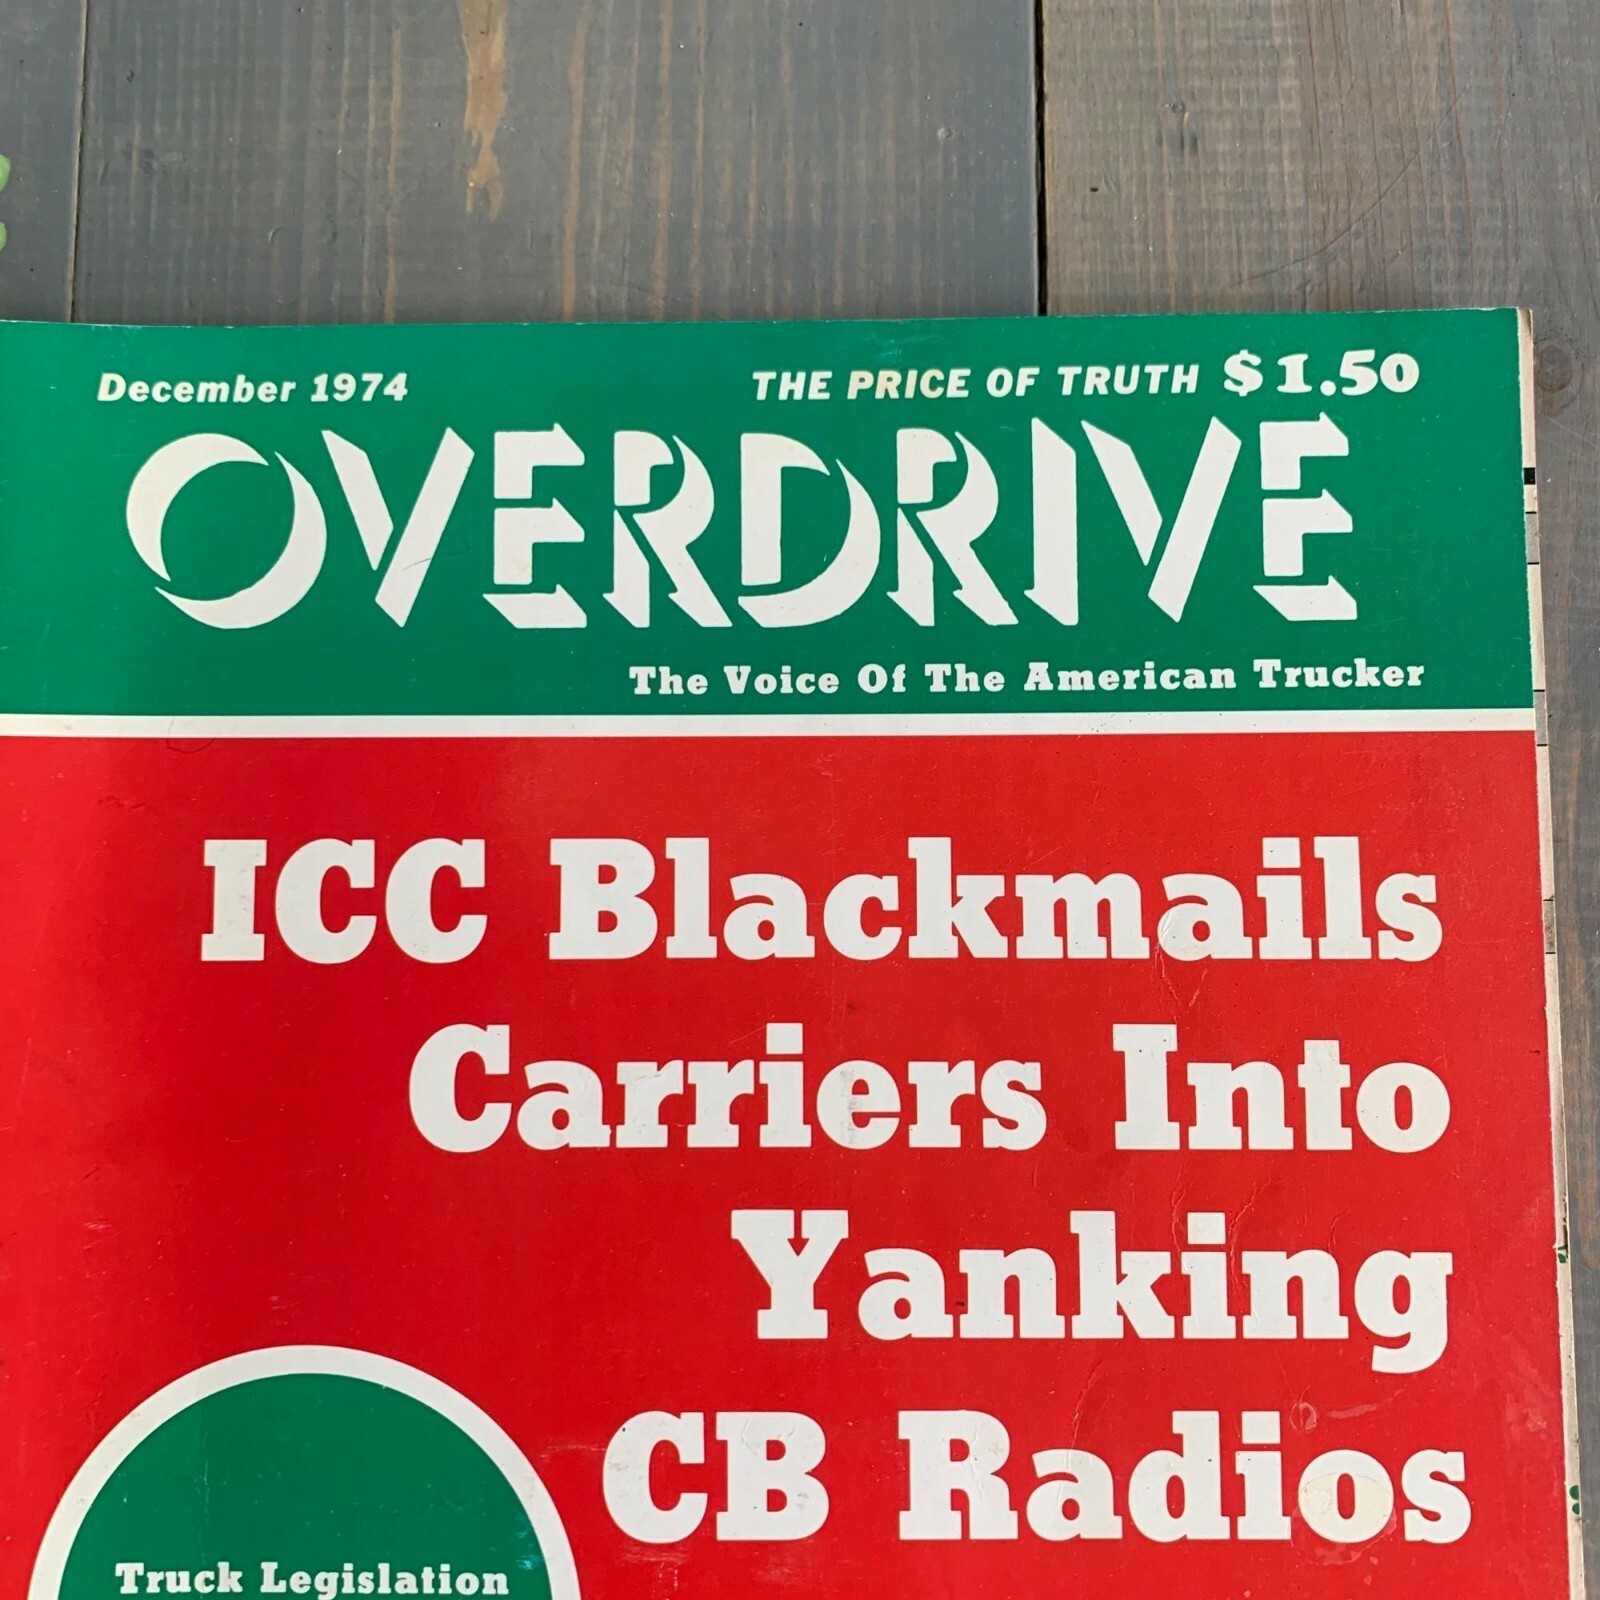 December 1974
THE PRICE OF TRUTH $1.50
OVERDRIVE
The Voice Of The American Trucker
ICC Blackmails
Carriers Into
Yanking
CB Radios
Truck Legislation